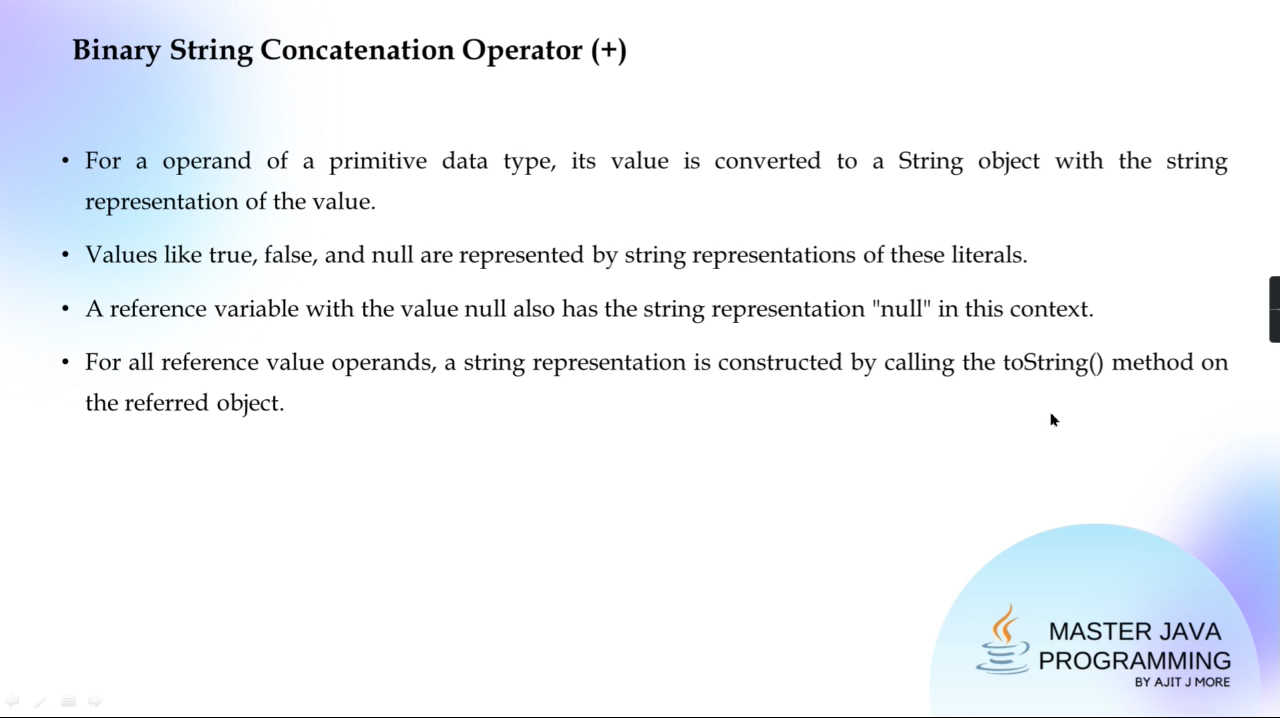 Binary String Concatenation Operator (+)
• For a operand of a primitive data type, its value is converted to a String object with the string
representation of the value.
• Values like true, false, and null are represented by string representations of these literals.
• A reference variable with the value null also has the string representation "null" in this context.
• For all reference value operands, a string representation is constructed by calling the toString() method on
the referred object.
MASTER JAVA
PROGRAMMING
BY AJIT J MORE